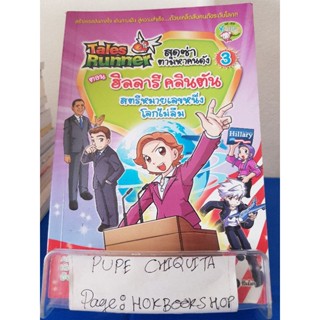 Tales Runner
สุดซ่า
ตามหาคนดัง
3
ตอน
ฮิลลารี คลินตัน
สตรีหมายเลขหนึ่ง
โลกไม่ลืม
Hillary
PUPE CHIQUITA
Page: HOKBOOKSHOP